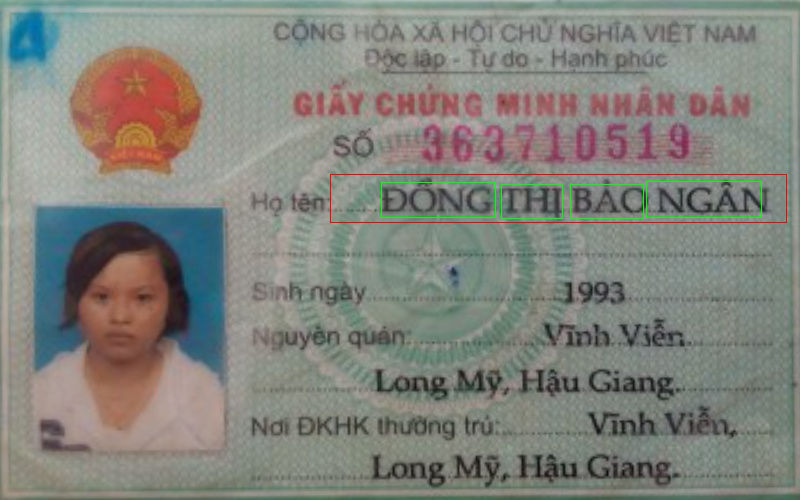 CỘNG HÒA XÃ HỘI CHỦ NGHĨA VIỆT NAM
Độc lập - Tự do - Hạnh phúc
GIẤY CHỨNG MINH NHÂN DÂN
SỐ 363710519
Họ tên: ĐỒNG THỊ BẢO NGÂN
Sinh ngày 1993
Nguyên quán: Vĩnh Viễn
Long Mỹ, Hậu Giang.
Nơi ĐKHK thường trú: Vĩnh Viễn,
Long Mỹ, Hậu Giang.
VIỆT NAM